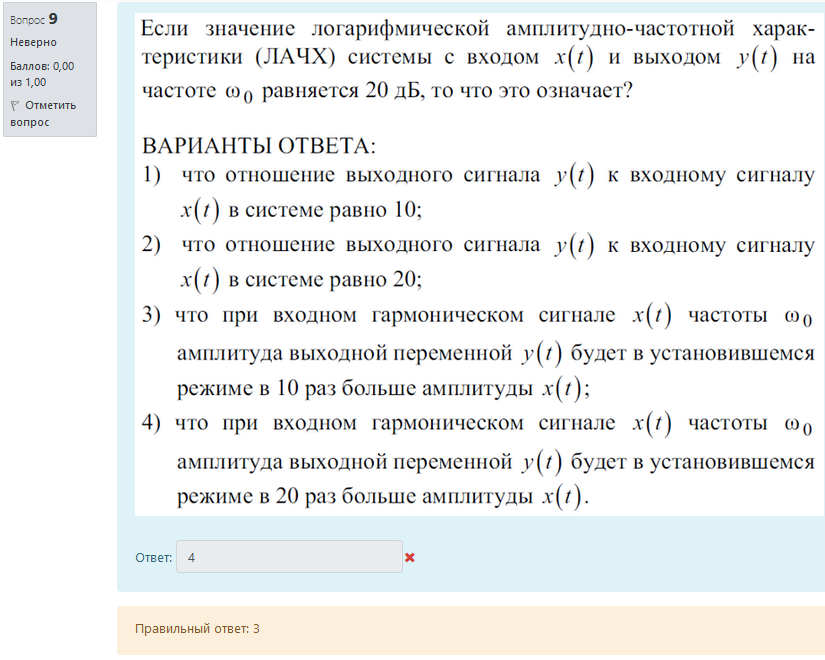 Вопрос 9
Неверно
Баллов: 0,00
из 1,00
Отметить
вопрос
Если значение логарифмической амплитудно-частотной харак-
теристики (ЛАЧХ) системы с входом x(t) и выходом y(t) на
частоте ω₀ равняется 20 дБ, то что это означает?
ВАРИАНТЫ ОТВЕТА:
1) что отношение выходного сигнала y(t) к входному сигналу
x(t) в системе равно 10;
2) что отношение выходного сигнала y(t) к входному сигналу
x(t) в системе равно 20;
3) что при входном гармоническом сигнале x(t) частоты ω₀
амплитуда выходной переменной y(t) будет в установившемся
режиме в 10 раз больше амплитуды x(t);
4) что при входном гармоническом сигнале x(t) частоты ω₀
амплитуда выходной переменной y(t) будет в установившемся
режиме в 20 раз больше амплитуды x(t).
Ответ: 4
Правильный ответ: 3